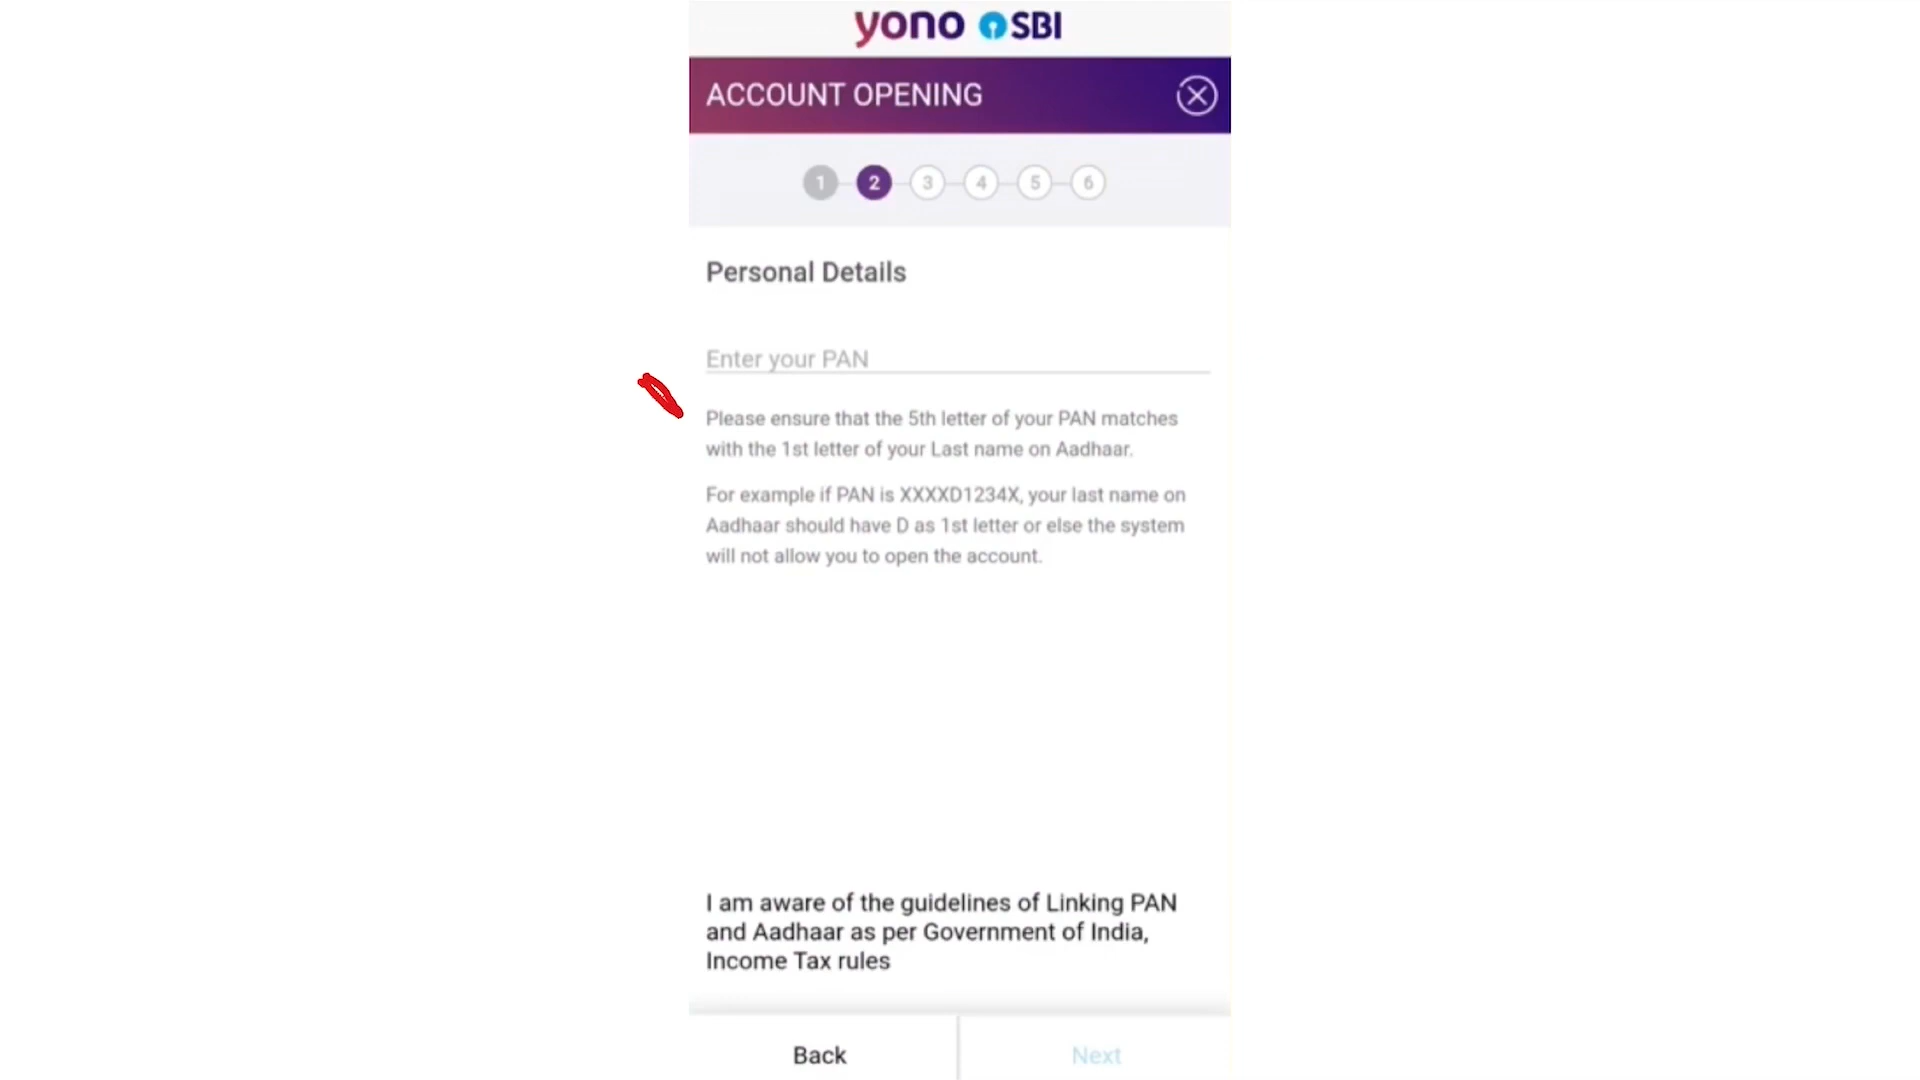 yono SBI
ACCOUNT OPENING
1 2 3 4 5 6
Personal Details
Enter your PAN
Please ensure that the 5th letter of your PAN matches
with the 1st letter of your Last name on Aadhaar.
For example if PAN is XXXXD1234X, your last name on
Aadhaar should have D as 1st letter or else the system
will not allow you to open the account.
I am aware of the guidelines of Linking PAN
and Aadhaar as per Government of India,
Income Tax rules
Back Next